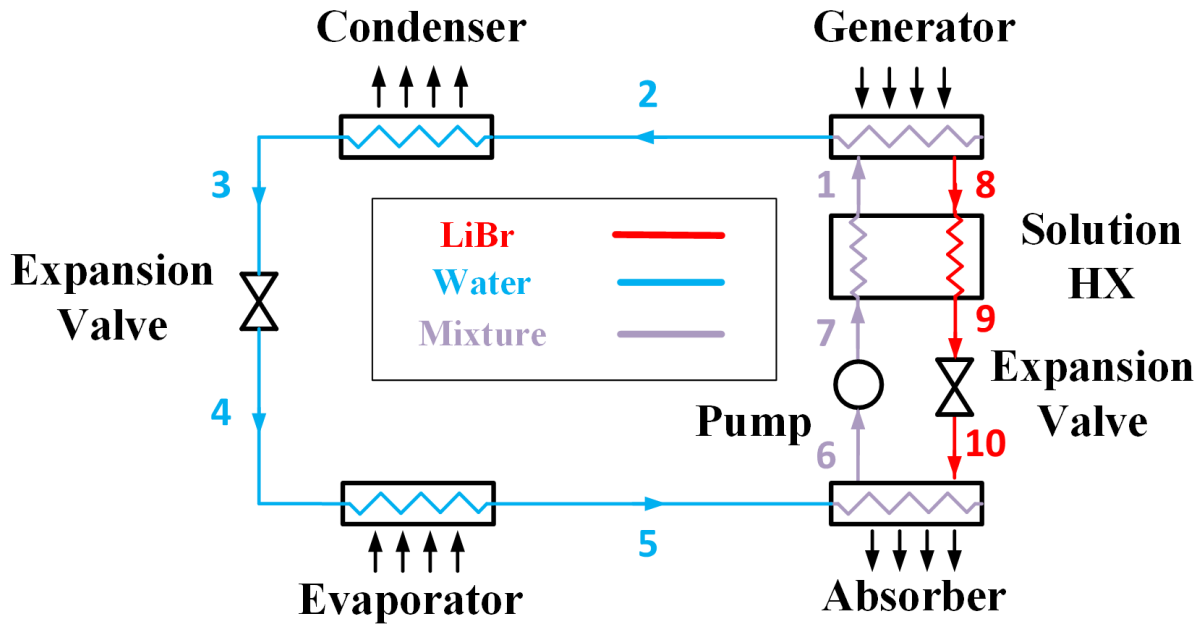 Condenser
Generator
2
3
1
8
LiBr
Water
Mixture
Solution
HX
Expansion
Valve
7
9
Expansion
Valve
4
Pump
6
10
5
Evaporator
Absorber